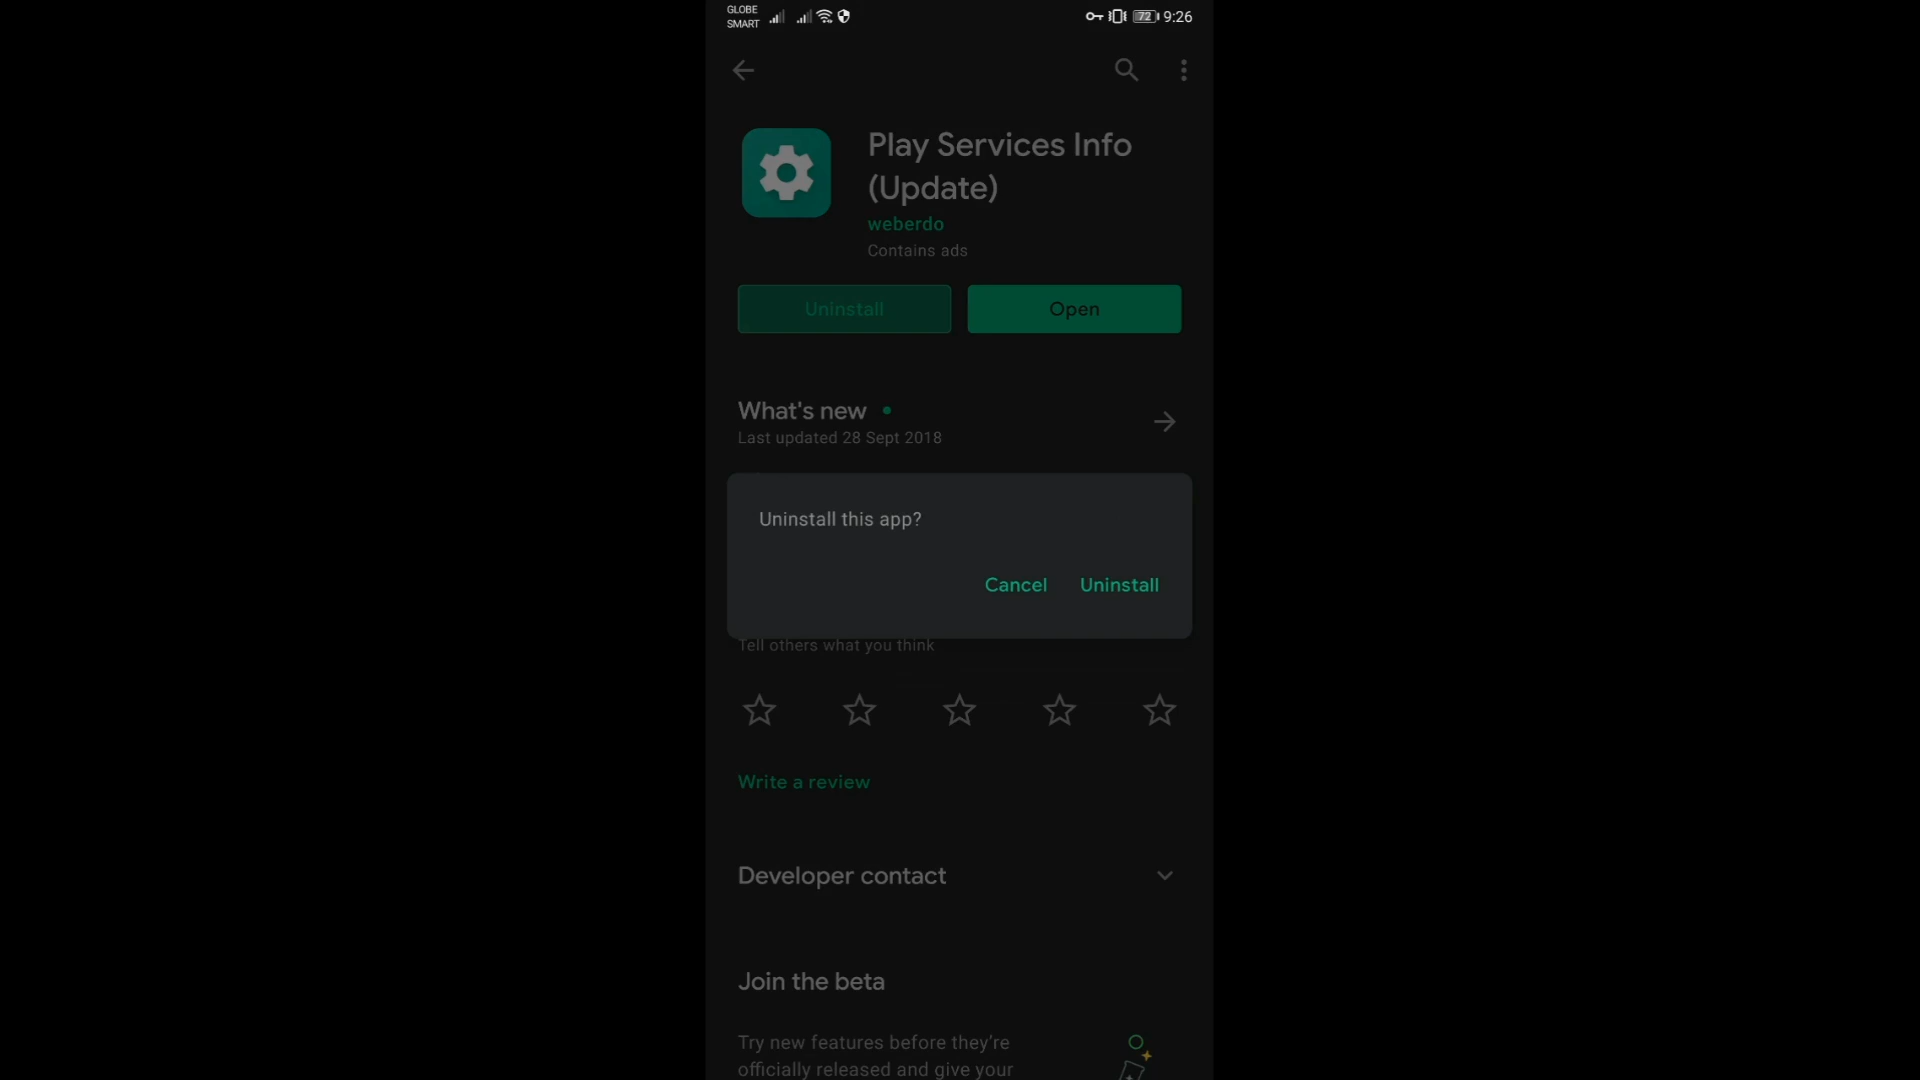 GLOBE
SMART
72 9:26
Play Services Info
(Update)
weberdo
Contains ads
Uninstall
Open
What's new
Last updated 28 Sept 2018
Uninstall this app?
Cancel
Uninstall
Tell others what you think
Write a review
Developer contact
Join the beta
Try new features before they're
officially released and give your